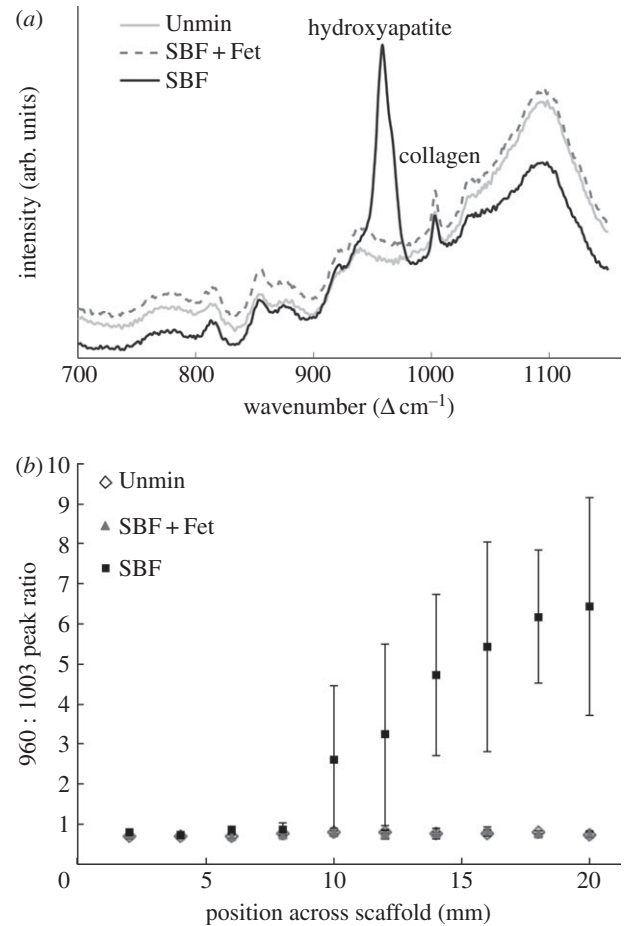 (a)
Unmin
SBF + Fet
SBF
hydroxyapatite
collagen
intensity (arb. units)
700 800 900 1000 1100
wavenumber (Δ cm⁻¹)
(b)
10
9
8
7
6
5
4
3
2
1
0
Unmin
SBF + Fet
SBF
960 : 1003 peak ratio
5 10 15 20
position across scaffold (mm)